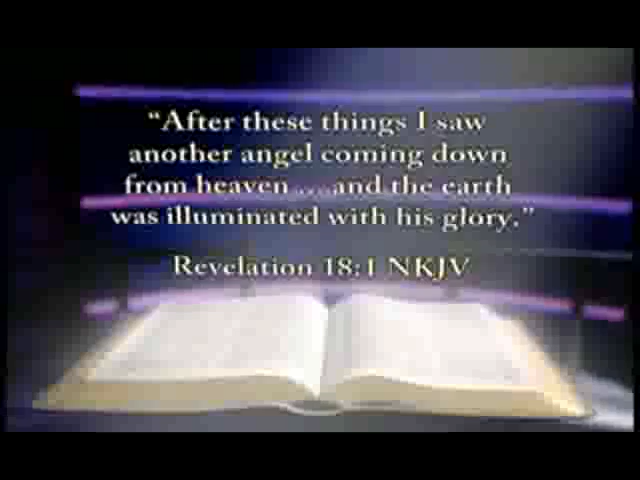 “After these things I saw
another angel coming down
from heaven ... and the earth
was illuminated with his glory.”
Revelation 18:1 NKJV